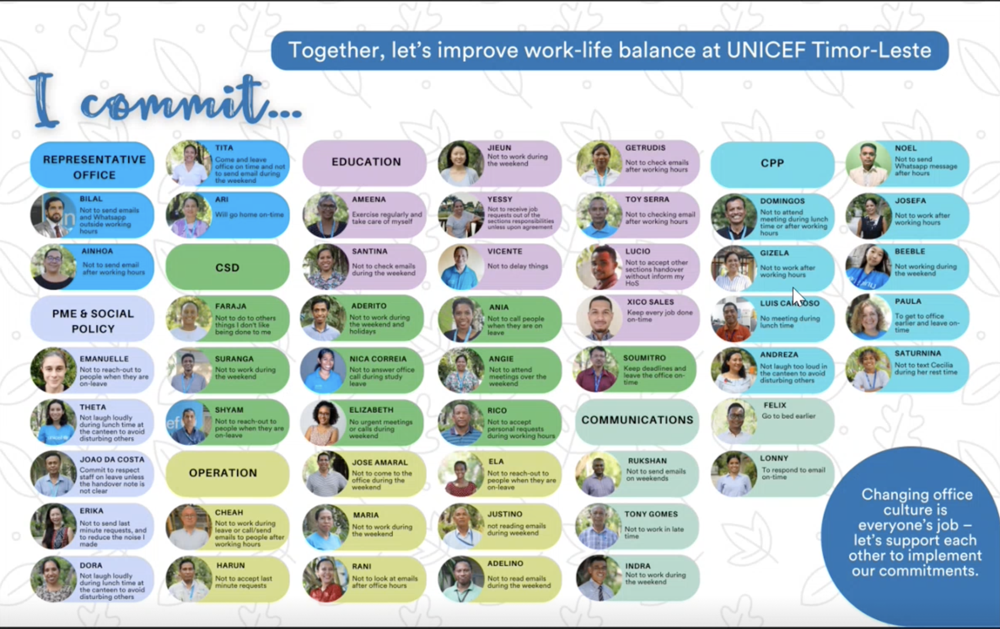 Together, let's improve work-life balance at UNICEF Timor-Leste
I commit...
REPRESENTATIVE
OFFICE
BILAL
Not to send emails
and Whatsapp
outside working
hours
AINHOA
Not to send email
after working hours
TITA
Come and leave
office on time and not
to send email during
the weekend
ARI
Will go home on-time
PME & SOCIAL
POLICY
EMANUELLE
Not to reach-out to
people when they are
on-leave
THETA
Not laugh loudly
during lunch time at
the canteen to avoid
disturbing others
JOAO DA COSTA
Commit to respect
staff on leave unless
the handover note is
not clear
ERIKA
Not to send last
minute requests, and
to reduce the noise I
made
DORA
Not laugh loudly
during lunch time at
the canteen to avoid
disturbing others
CSD
FARAJA
Not to do to others
things I don't like
being done to me
SURANGA
Not to work during
the weekend
SHYAM
Not to reach-out to
people when they are
on-leave
ADERITO
Not to work during
the weekend and
holidays
NICA CORREIA
Not to answer office
call during study
leave
ELIZABETH
No urgent meetings
or calls during
weekend
ANIA
Not to call people
when they are on
leave
ANGIE
Not to attend
meetings over the
weekend
RICO
Not to accept
personal requests
during working hours
SOUMITRO
Keep deadlines and
leave the office on-
time
OPERATION
CHEAH
Not to work during
leave or call/send
emails to people after
working hours
HARUN
Not to accept last
minute requests
JOSE AMARAL
Not to come to the
office during the
weekend
MARIA
Not to work during
the weekend
RANI
Not to look at emails
after office hours
ELA
Not to reach-out to
people when they are
on-leave
JUSTINO
not reading emails
during weekend
ADELINO
Not to read emails
during the weekend
EDUCATION
AMEENA
Exercise regularly and
take care of myself
SANTINA
Not to check emails
during the weekend
JIEUN
Not to work during
the weekend
YESSY
Not to receive job
requests out of the
sections responsibilities
unless upon agreement
VICENTE
Not to delay things
GETRUDIS
Not to check emails
after working hours
TOY SERRA
Not to checking email
after working hours
LUCIO
Not to accept other
sections handover
without inform my
HoS
XICO SALES
Keep every job done
on-time
COMMUNICATIONS
RUKSHAN
Not to send emails
on weekends
TONY GOMES
Not to work in late
time
INDRA
Not to work during
the weekend
FELIX
Go to bed earlier
LONNY
To respond to email
on-time
CPP
DOMINGOS
Not to attend
meeting during lunch
time or after working
hours
GIZELA
Not to work after
working hours
LUIS
No meeting during
lunch time
ANDREZA
Not laugh too loud in
the canteen to avoid
disturbing others
NOEL
Not to send
Whatsapp message
after hours
JOSEFA
Not to work after
working hours
BEEBLE
Not working during
the weekend
PAULA
To get to office
earlier and leave on-
time
SATURNINA
Not to text Cecilia
during her rest time
Changing office
culture is
everyone's job –
let's support each
other to implement
our commitments.